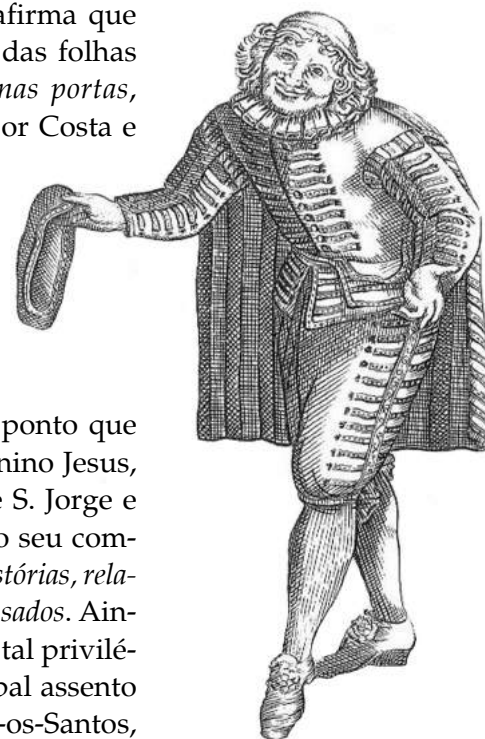 afirma que
das folhas
nas portas,
or Costa e
ponto que
nino Jesus,
e S. Jorge e
o seu com-
stórias, rela-
sados. Ain-
tal privilé-
pal assento
-os-Santos,